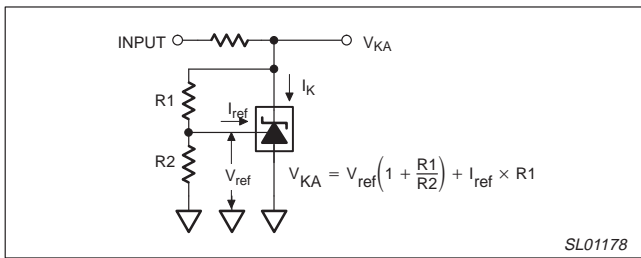 INPUT
V_KA
I_K
R1
I_ref
R2
V_ref
V_KA = V_ref(1 + R1/R2) + I_ref × R1
SL01178